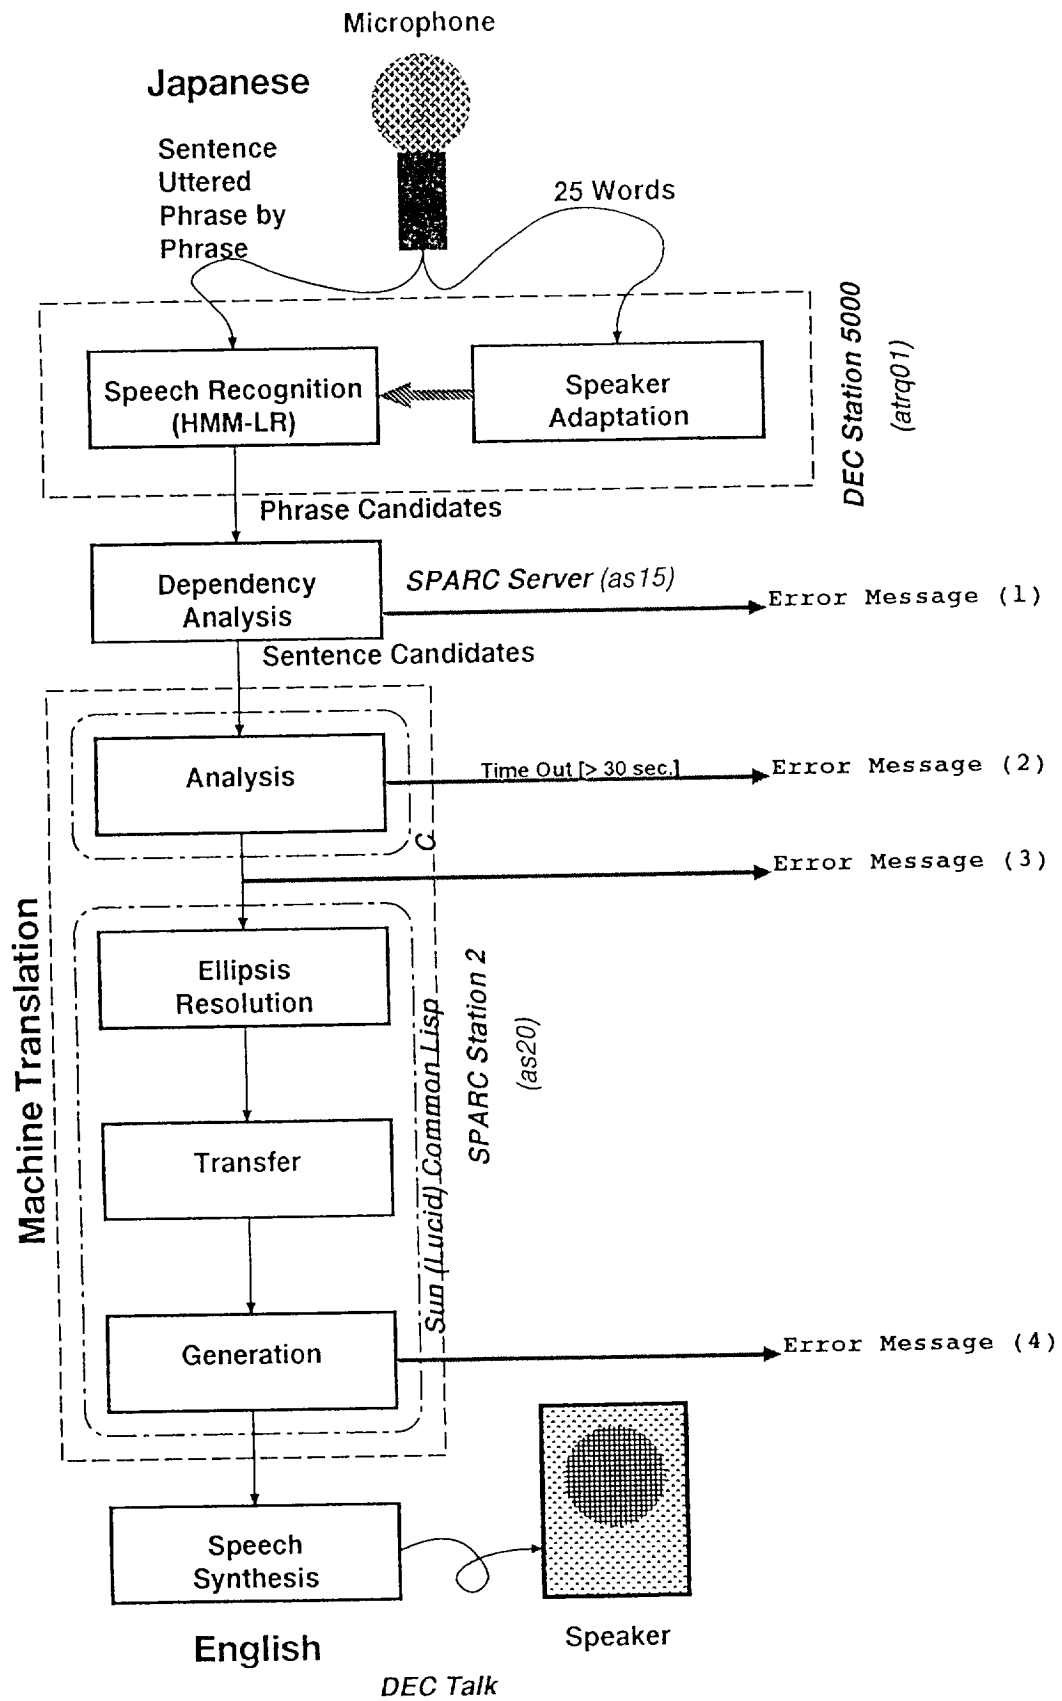 Microphone
Japanese
Sentence
Uttered
Phrase by
Phrase
25 Words
Speech Recognition
(HMM-LR)
Speaker
Adaptation
DEC Station 5000
(atrq01)
Phrase Candidates
Dependency
Analysis
SPARC Server (as15)
Error Message (1)
Sentence Candidates
Machine Translation
Analysis
Time Out [> 30 sec.]
Error Message (2)
C
Error Message (3)
Ellipsis
Resolution
Sun (Lucid) Common Lisp
SPARC Station 2
(as20)
Transfer
Generation
Error Message (4)
Speech
Synthesis
Speaker
English
DEC Talk